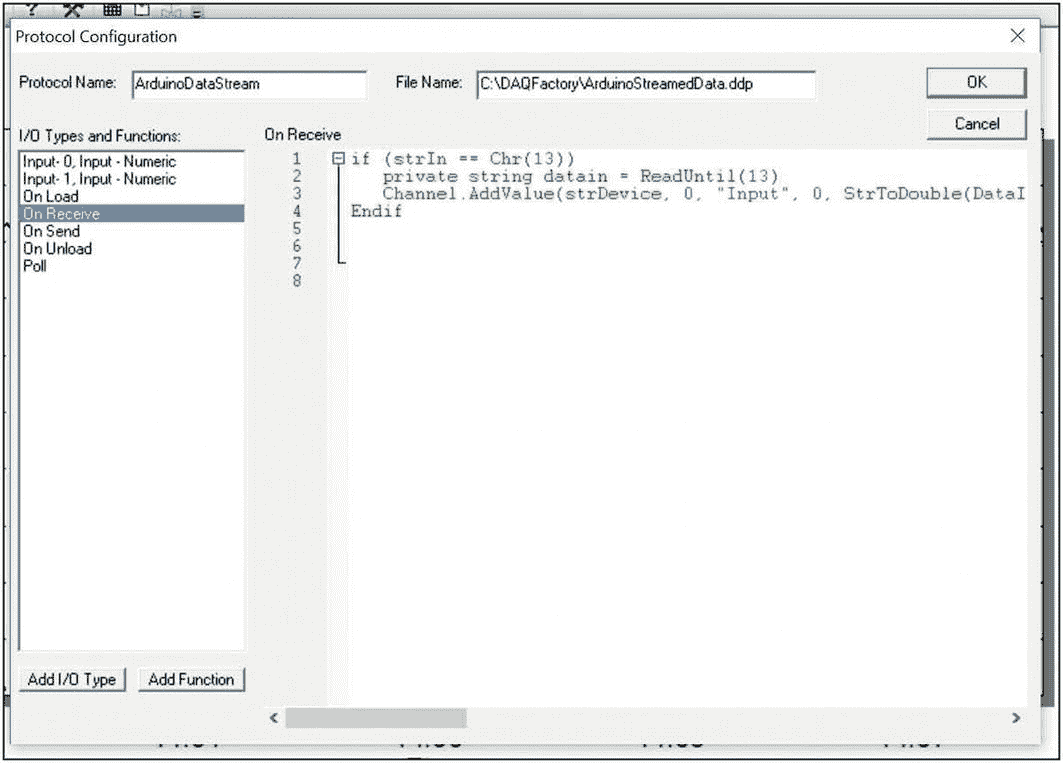 Protocol Configuration
Protocol Name: ArduinoDataStream File Name: C:\DAQFactory\ArduinoStreamedData.ddp OK
Cancel
I/O Types and Functions: On Receive
Input- 0, Input - Numeric
Input- 1, Input - Numeric
On Load
On Receive
On Send
On Unload
Poll
1 if (strIn == Chr(13))
2 private string datain = ReadUntil(13)
3 Channel.AddValue(strDevice, 0, "Input", 0, StrToDouble(DataI
4 Endif
5
6
7
8
Add I/O Type Add Function